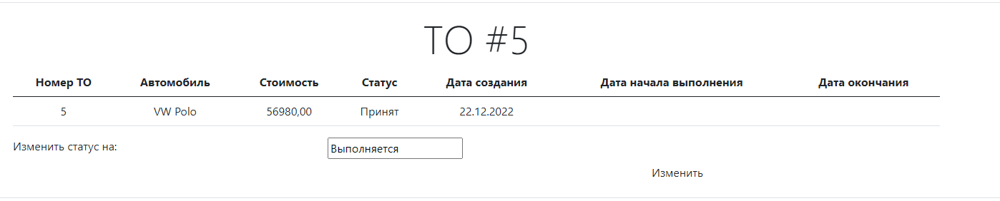 ТО #5
Номер ТО Автомобиль Стоимость Статус Дата создания Дата начала выполнения Дата окончания
5 VW Polo 56980,00 Принят 22.12.2022
Изменить статус на: Выполняется
Изменить